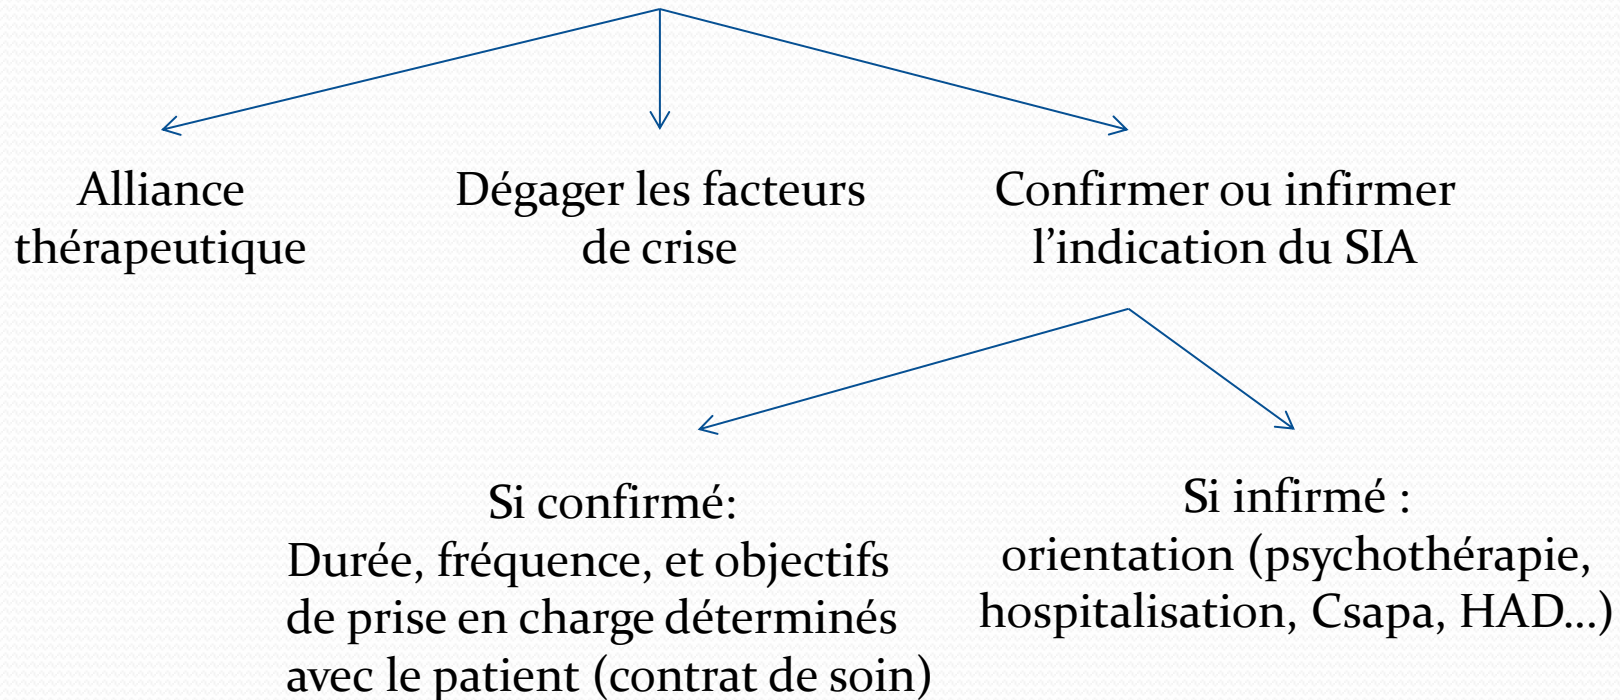 Alliance
thérapeutique
Dégager les facteurs
de crise
Confirmer ou infirmer
l’indication du SIA
Si confirmé:
Durée, fréquence, et objectifs
de prise en charge déterminés
avec le patient (contrat de soin)
Si infirmé :
orientation (psychothérapie,
hospitalisation, Csapa, HAD...)